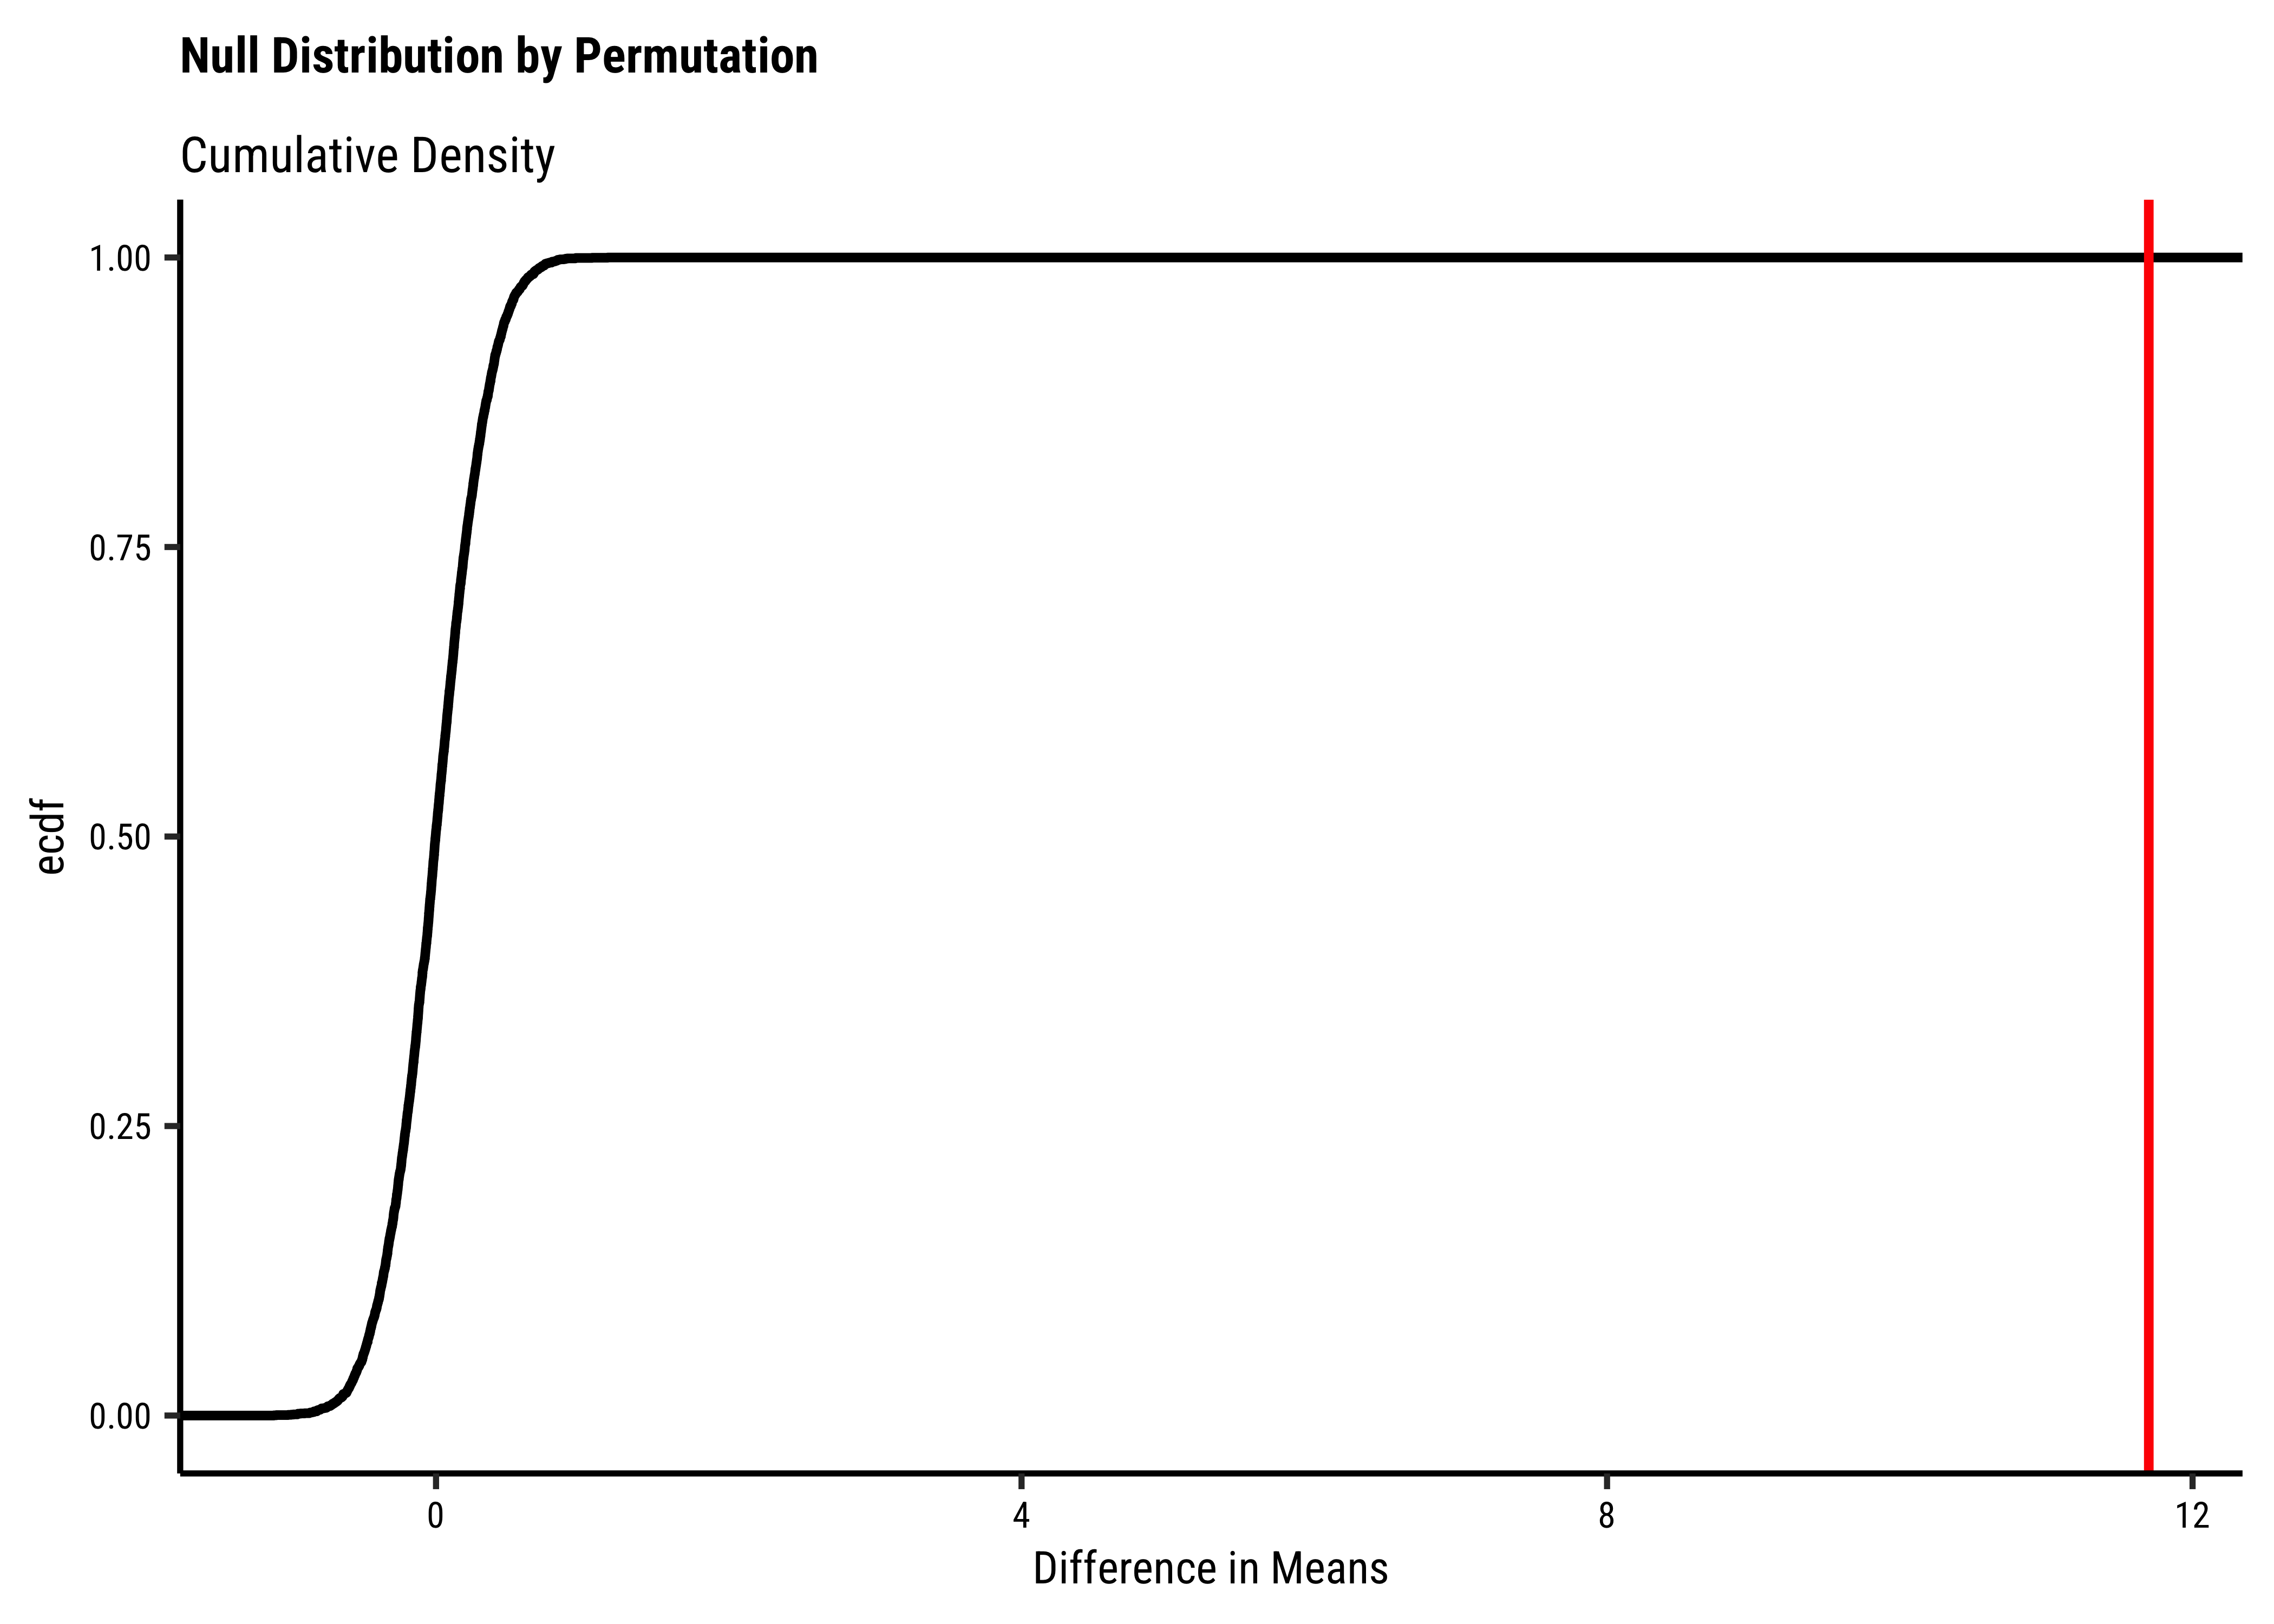 Null Distribution by Permutation
Cumulative Density
1.00
0.75
0.50
0.25
0.00
ecdf
0
4
8
12
Difference in Means